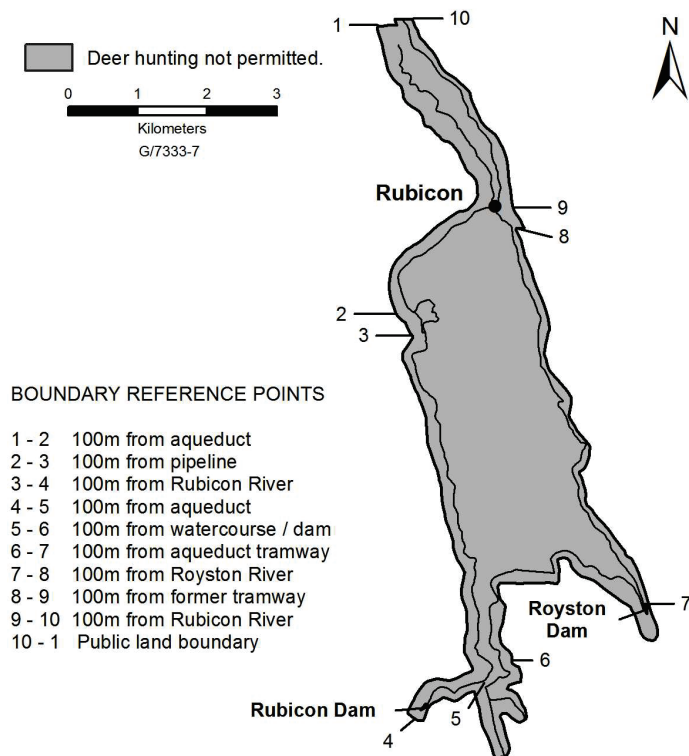 1
10
N
Deer hunting not permitted.
0 1 2 3
Kilometers
G/7333-7
Rubicon
9
8
2
3
BOUNDARY REFERENCE POINTS
1 - 2 100m from aqueduct
2 - 3 100m from pipeline
3 - 4 100m from Rubicon River
4 - 5 100m from aqueduct
5 - 6 100m from watercourse / dam
6 - 7 100m from aqueduct tramway
7 - 8 100m from Royston River
8 - 9 100m from former tramway
9 - 10 100m from Rubicon River
10 - 1 Public land boundary
Royston
Dam
7
6
Rubicon Dam
5
4